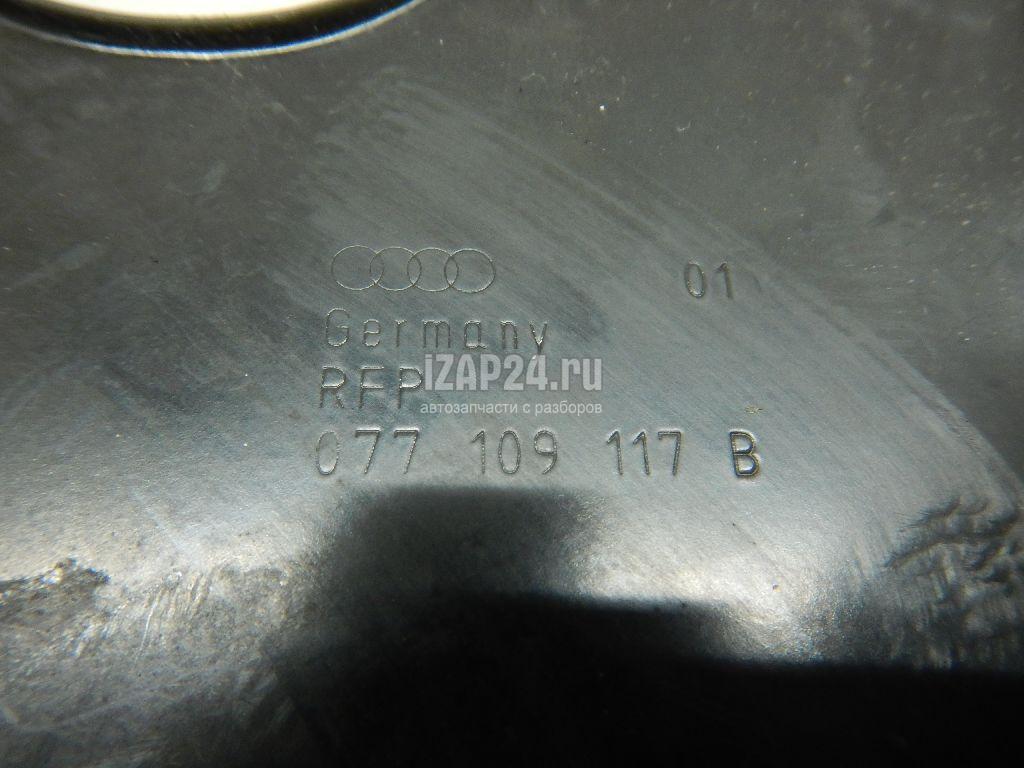 01
Germany
RFP
iZAP24.ru
автозапчасти с разборов
077 109 117 B